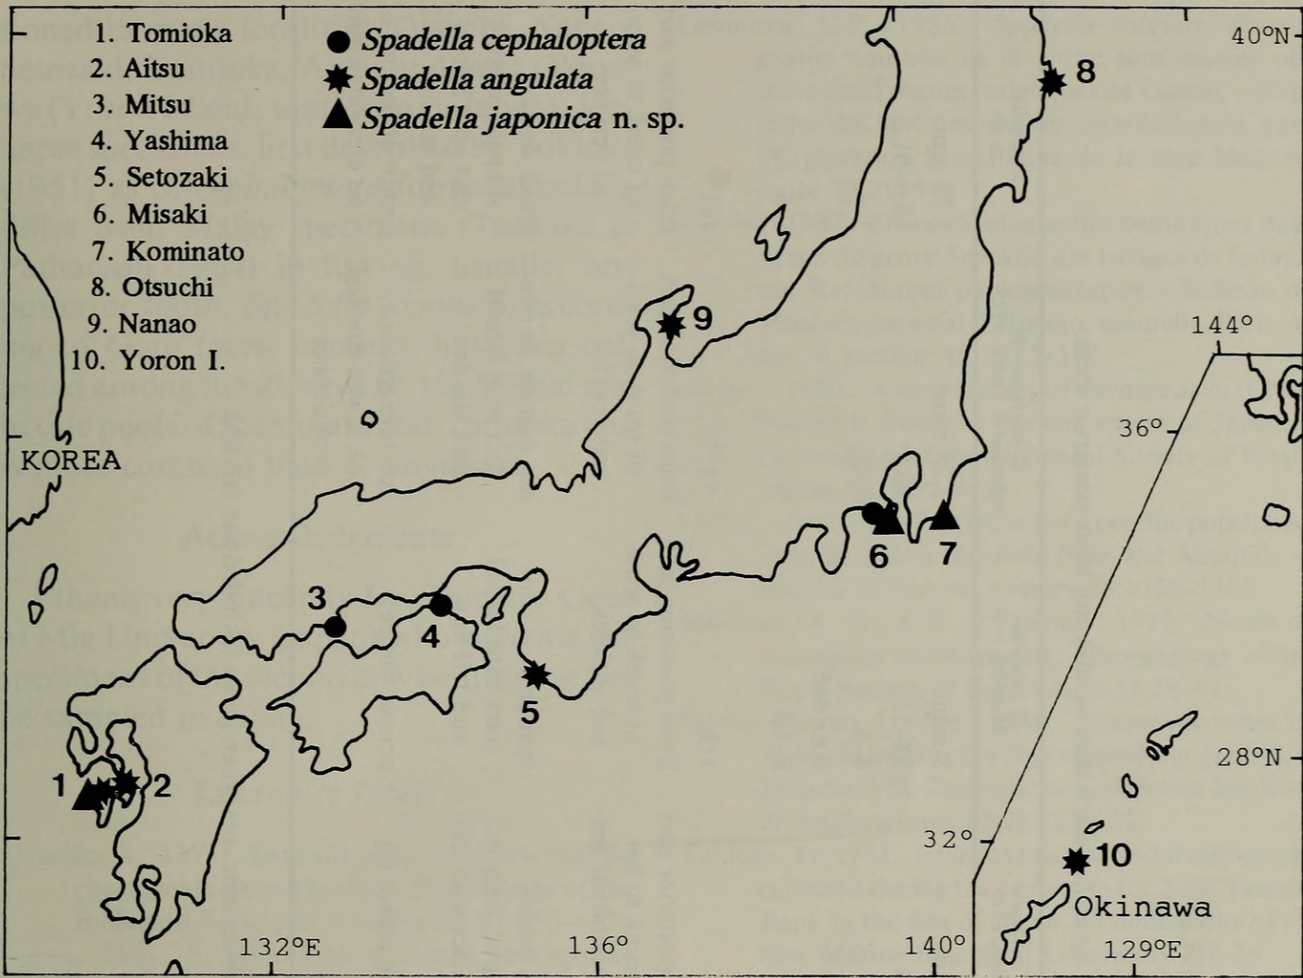 1. Tomioka
2. Aitsu
3. Mitsu
4. Yashima
5. Setozaki
6. Misaki
7. Kominato
8. Otsuchi
9. Nanao
10. Yoron I.
Spadella cephaloptera
Spadella angulata
Spadella japonica n. sp.
40°N
8
144°
9
36°
KOREA
6
7
3
4
5
28°N
1
2
32°
10
Okinawa
132°E
136°
140°
129°E